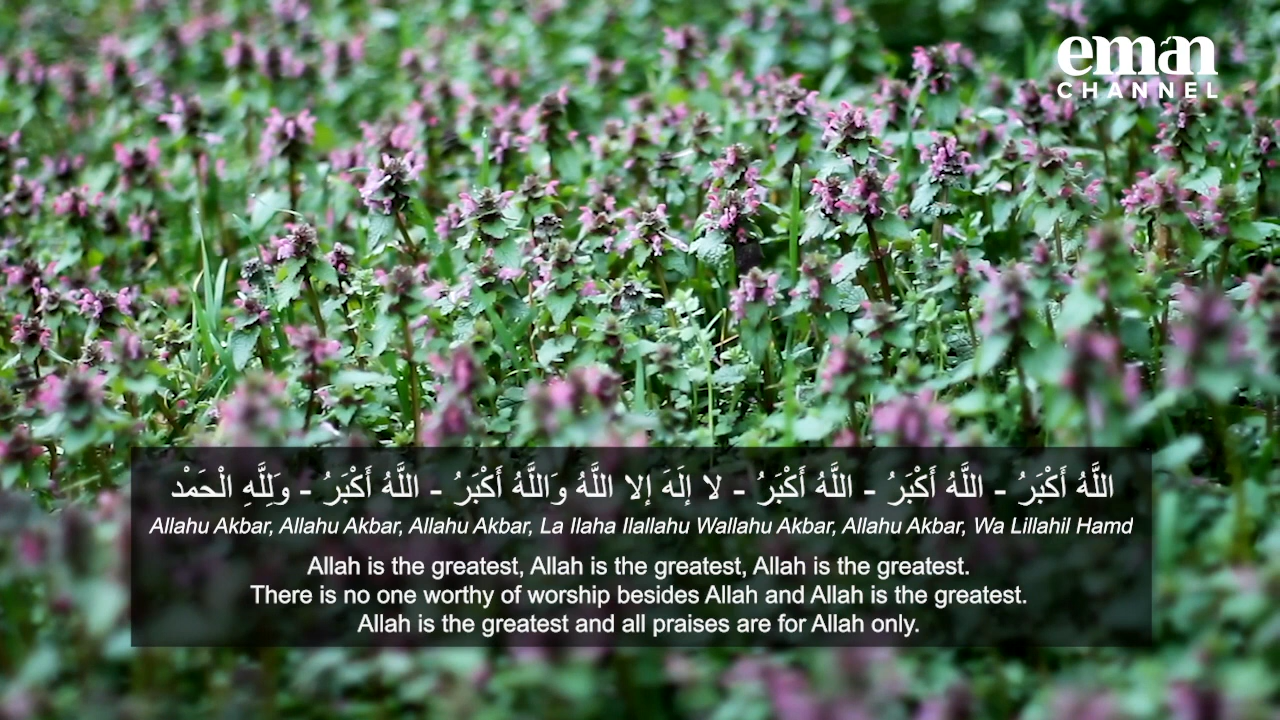 eman
CHANNEL
اللَّهُ أَكْبَرُ - اللَّهُ أَكْبَرُ - اللَّهُ أَكْبَرُ - لا إلَهَ إلا اللَّهُ وَاللَّهُ أَكْبَرُ - اللَّهُ أَكْبَرُ - وَلِلَّهِ الْحَمْد
Allahu Akbar, Allahu Akbar, Allahu Akbar, La Ilaha Ilallahu Wallahu Akbar, Allahu Akbar, Wa Lillahil Hamd
Allah is the greatest, Allah is the greatest, Allah is the greatest.
There is no one worthy of worship besides Allah and Allah is the greatest.
Allah is the greatest and all praises are for Allah only.